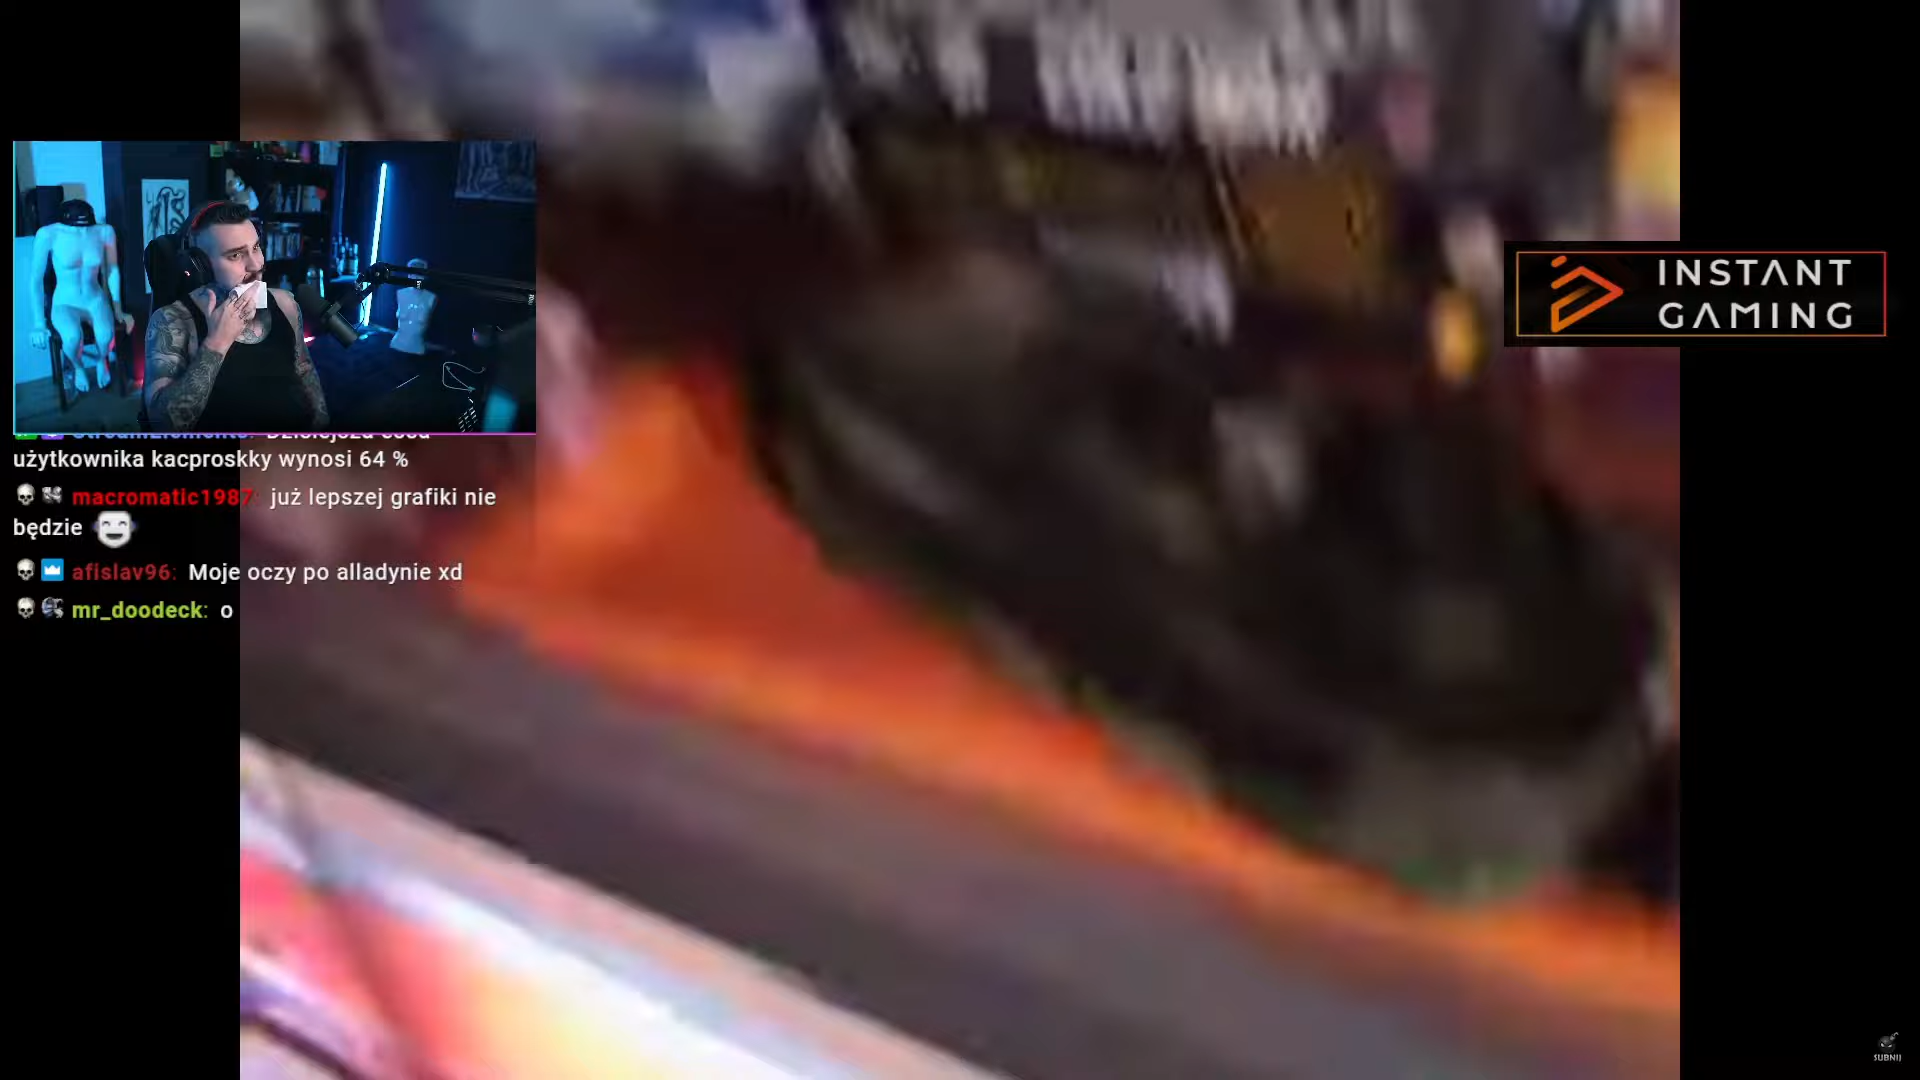 użytkownika kacproskky wynosi 64 %
macromatic1987: już lepszej grafiki nie
będzie
afislav96: Moje oczy po alladynie xd
mr_doodeck: o
INSTANT
GAMING
SUBNIJ